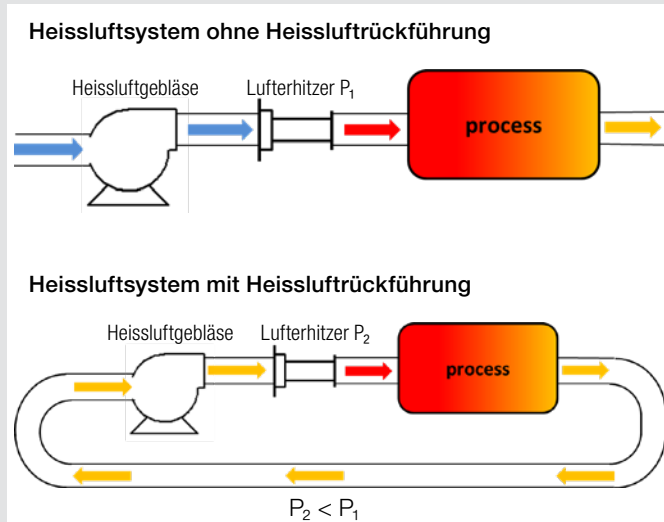 Heissluftsystem ohne Heissluftrückführung
Heissluftgebläse Lufterhitzer P₁
process
Heissluftsystem mit Heissluftrückführung
Heissluftgebläse Lufterhitzer P₂
process
P₂ < P₁